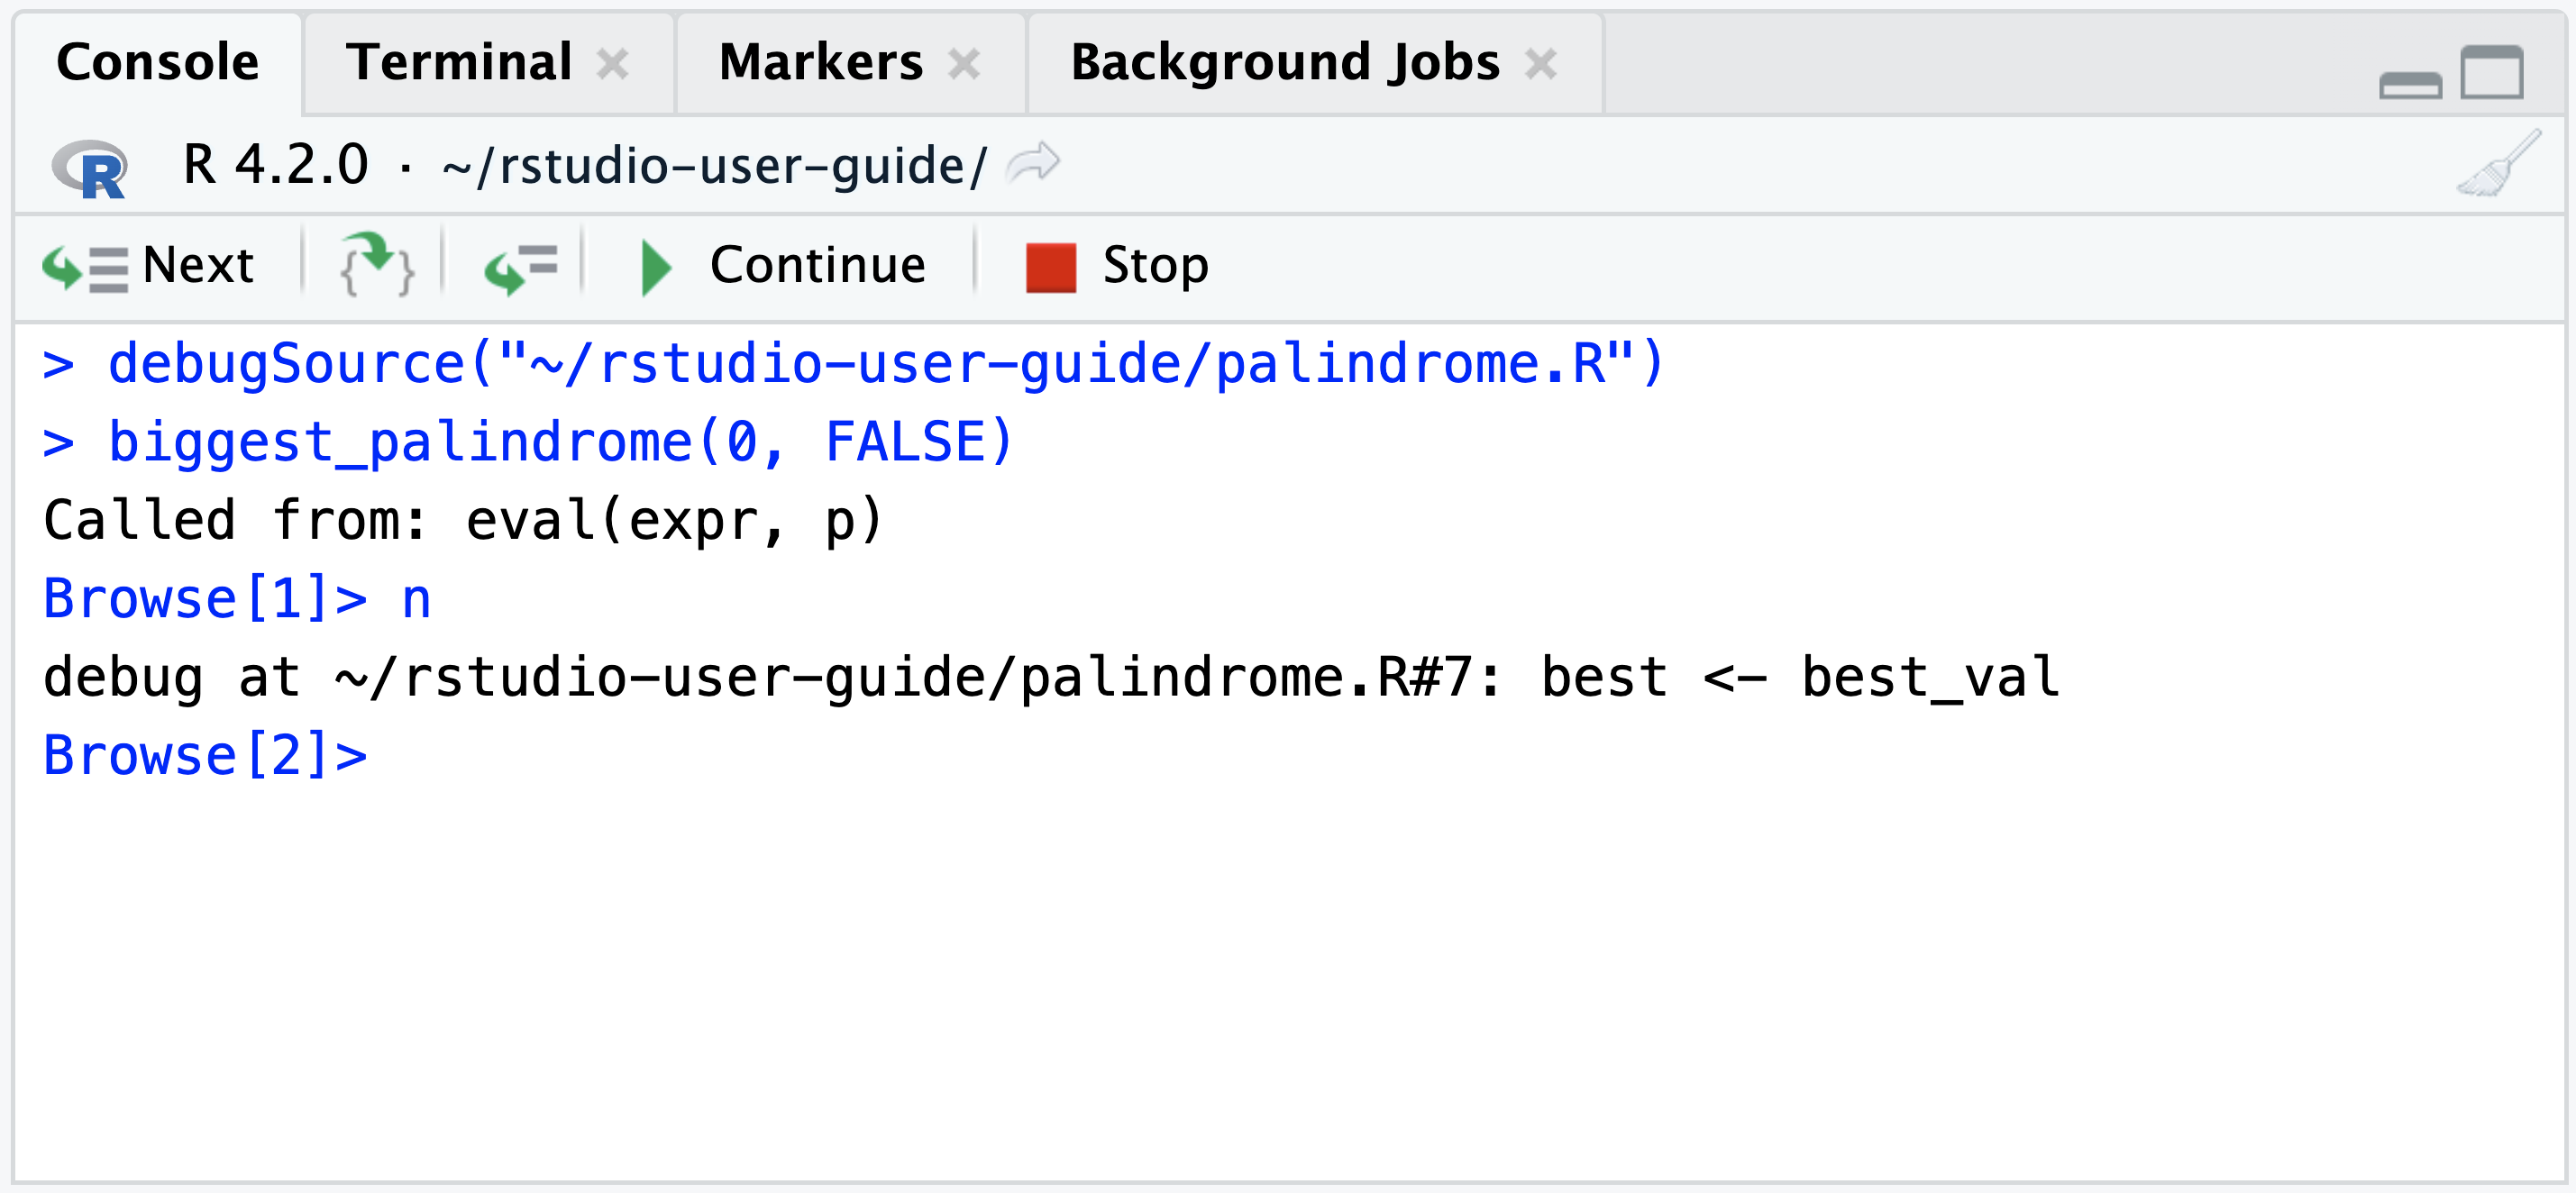 Console Terminal Markers Background Jobs
R R 4.2.0 · ~/rstudio-user-guide/
Next Continue Stop
> debugSource("~/rstudio-user-guide/palindrome.R")
> biggest_palindrome(0, FALSE)
Called from: eval(expr, p)
Browse[1]> n
debug at ~/rstudio-user-guide/palindrome.R#7: best <- best_val
Browse[2]>